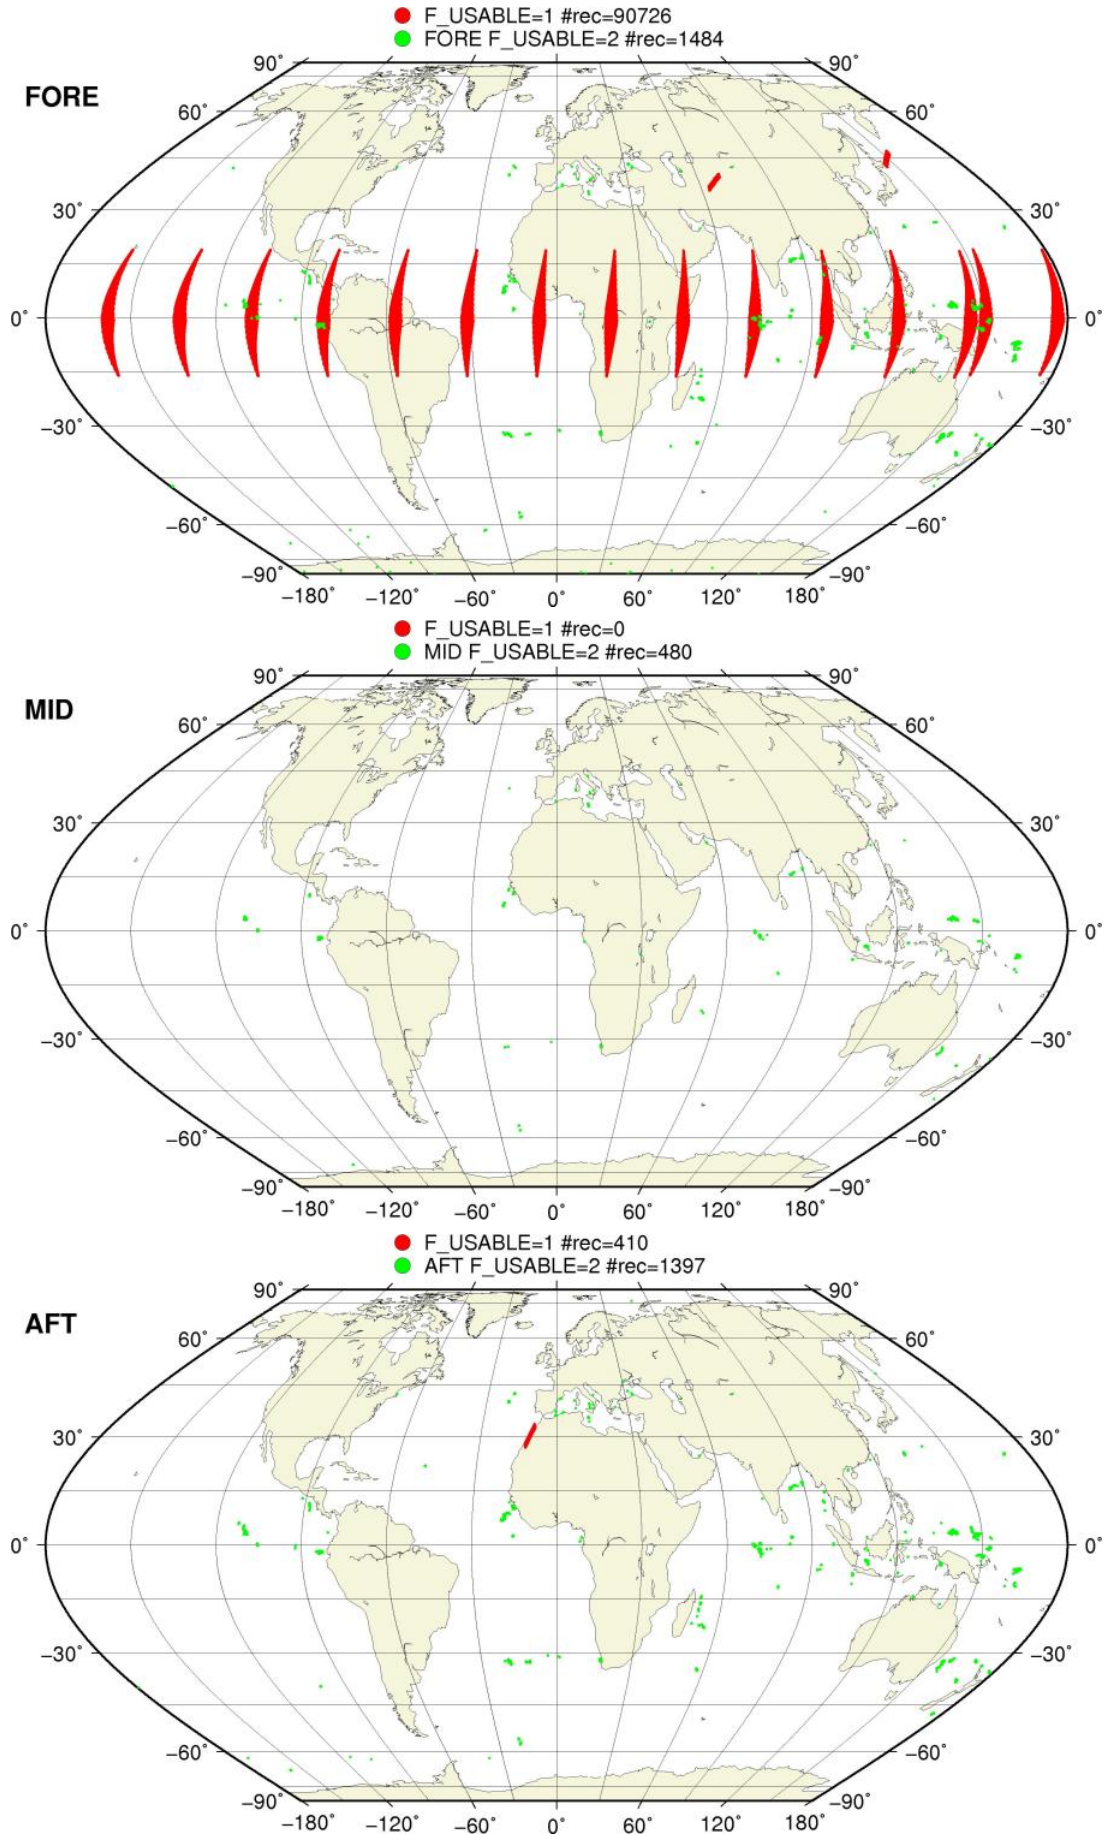 F_USABLE=1 #rec=90726
FORE F_USABLE=2 #rec=1484
FORE
90° 90°
60° 60°
30° 30°
0° 0°
−30° −30°
−60° −60°
−90° −90°
−180° −120° −60° 0° 60° 120° 180°
F_USABLE=1 #rec=0
MID F_USABLE=2 #rec=480
MID
90° 90°
60° 60°
30° 30°
0° 0°
−30° −30°
−60° −60°
−90° −90°
−180° −120° −60° 0° 60° 120° 180°
F_USABLE=1 #rec=410
AFT F_USABLE=2 #rec=1397
AFT
90° 90°
60° 60°
30° 30°
0° 0°
−30° −30°
−60° −60°
−90° −90°
−180° −120° −60° 0° 60° 120° 180°